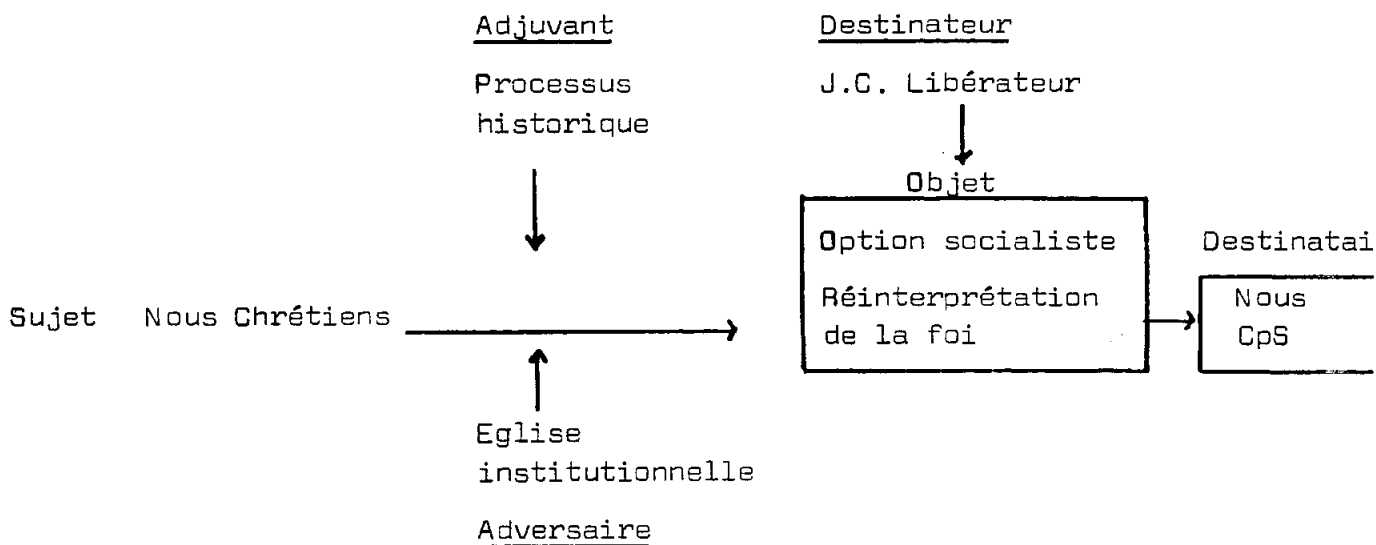 Adjuvant
Destinateur
Processus
historique
J.C. Libérateur
Objet
Option socialiste
Réinterprétation
de la foi
Destinatai
Nous
CpS
Sujet Nous Chrétiens
Eglise
institutionnelle
Adversaire